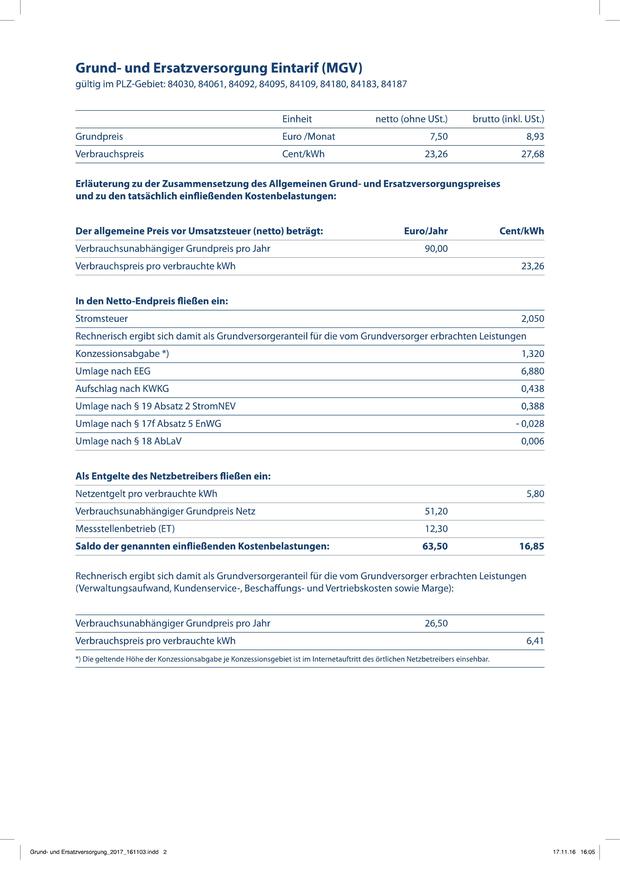 Grund- und Ersatzversorgung Eintarif (MGV)
gültig im PLZ-Gebiet: 84030, 84061, 84092, 84095, 84109, 84180, 84183, 84187
Einheit netto (ohne USt.) brutto (inkl. USt.)
Grundpreis Euro /Monat 7,50 8,93
Verbrauchspreis Cent/kWh 23,26 27,68
Erläuterung zu der Zusammensetzung des Allgemeinen Grund- und Ersatzversorgungspreises
und zu den tatsächlich einfließenden Kostenbelastungen:
Der allgemeine Preis vor Umsatzsteuer (netto) beträgt: Euro/Jahr Cent/kWh
Verbrauchsunabhängiger Grundpreis pro Jahr 90,00
Verbrauchspreis pro verbrauchte kWh 23,26
In den Netto-Endpreis fließen ein:
Stromsteuer 2,050
Rechnerisch ergibt sich damit als Grundversorgeranteil für die vom Grundversorger erbrachten Leistungen
Konzessionsabgabe *) 1,320
Umlage nach EEG 6,880
Aufschlag nach KWKG 0,438
Umlage nach § 19 Absatz 2 StromNEV 0,388
Umlage nach § 17f Absatz 5 EnWG - 0,028
Umlage nach § 18 AbLaV 0,006
Als Entgelte des Netzbetreibers fließen ein:
Netzentgelt pro verbrauchte kWh 5,80
Verbrauchsunabhängiger Grundpreis Netz 51,20
Messstellenbetrieb (ET) 12,30
Saldo der genannten einfließenden Kostenbelastungen: 63,50 16,85
Rechnerisch ergibt sich damit als Grundversorgeranteil für die vom Grundversorger erbrachten Leistungen
(Verwaltungsaufwand, Kundenservice-, Beschaffungs- und Vertriebskosten sowie Marge):
Verbrauchsunabhängiger Grundpreis pro Jahr 26,50
Verbrauchspreis pro verbrauchte kWh 6,41
*) Die geltende Höhe der Konzessionsabgabe je Konzessionsgebiet ist im Internetauftritt des örtlichen Netzbetreibers einsehbar.
Grund- und Ersatzversorgung_2017_161103.indd 2 17.11.16 16:05